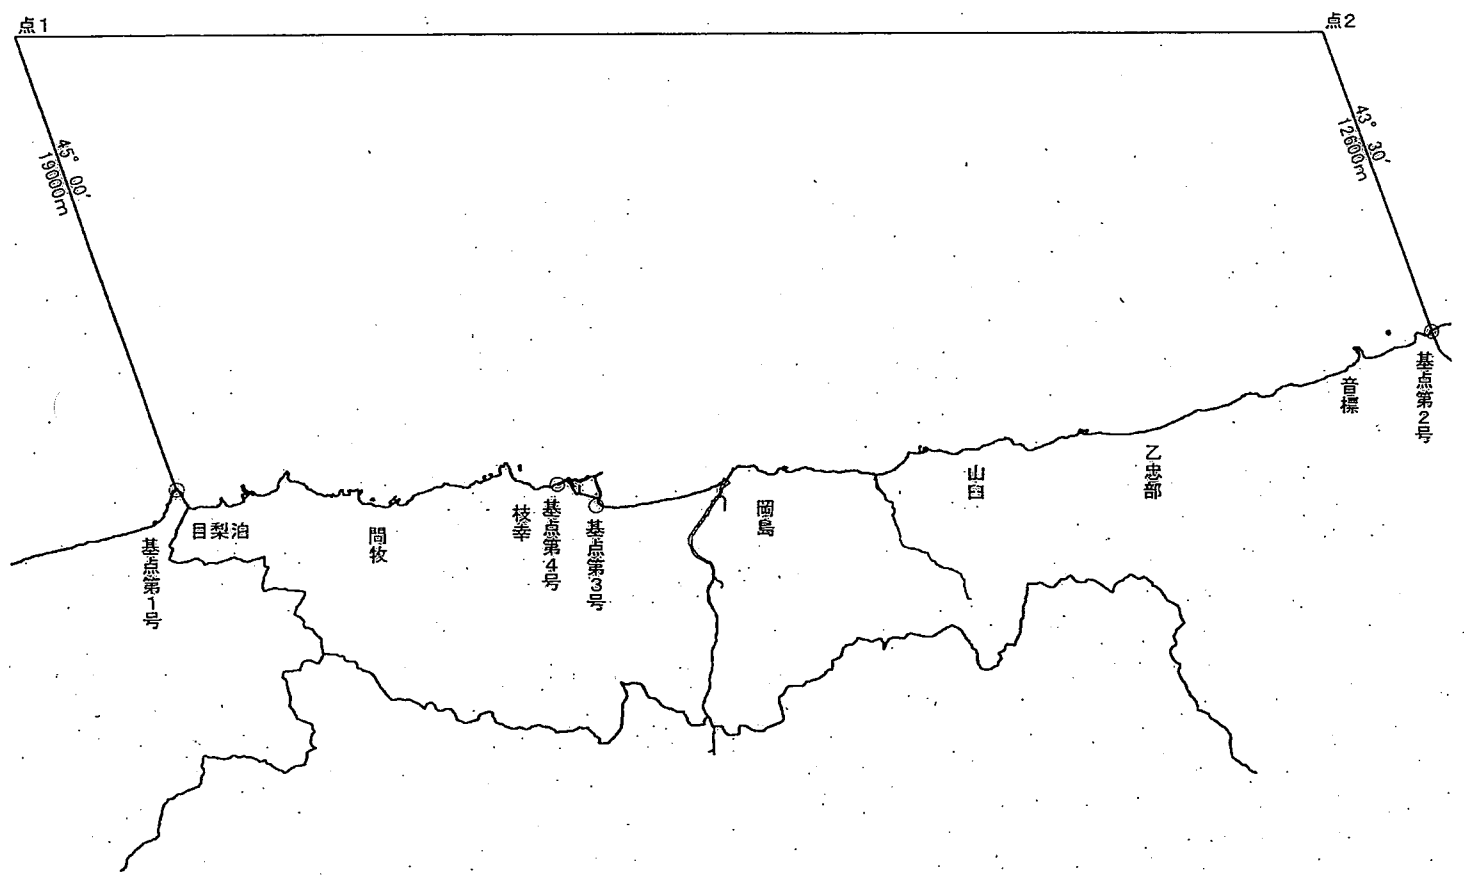 点1
点2
45° 00′
19000m
43° 30′
12600m
基点第1号
目梨泊
問牧
枝幸
基点第4号
基点第3号
岡島
山臼
乙忠部
音標
基点第2号